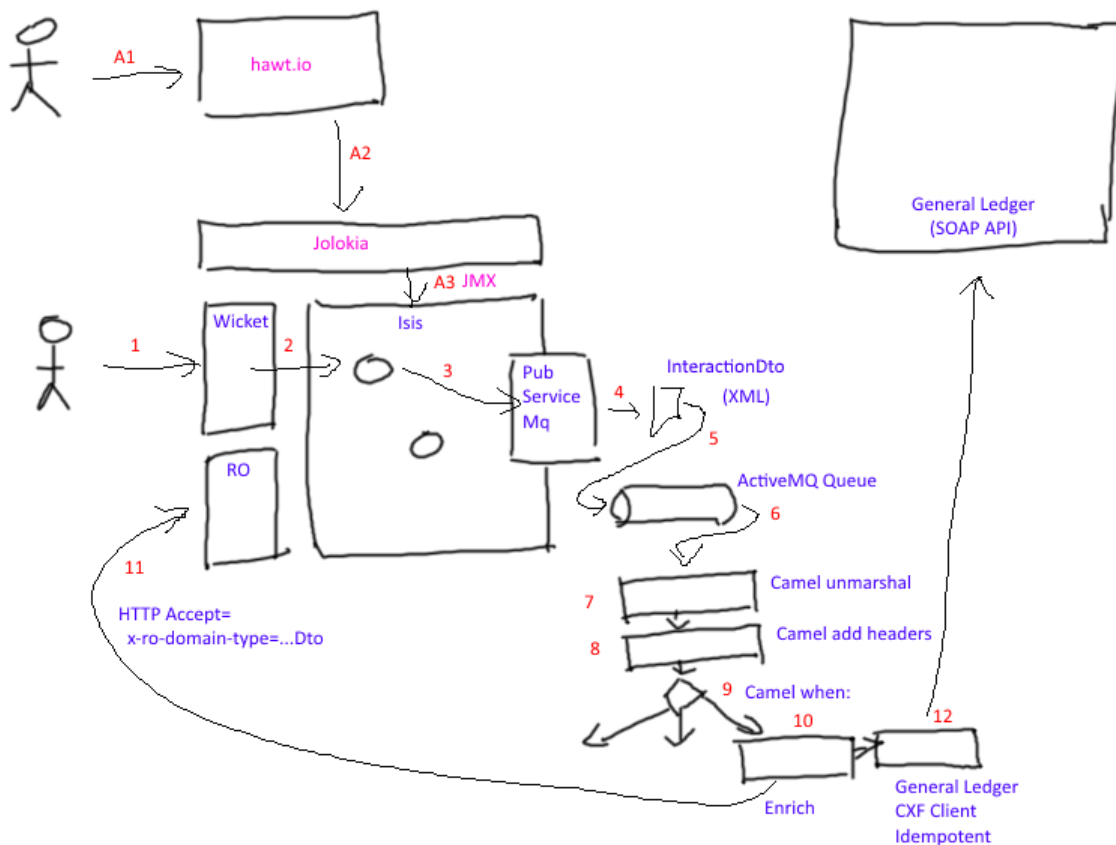 A1
hawt.io
A2
General Ledger
(SOAP API)
Jolokia
A3 JMX
Wicket
Isis
1
2
3
Pub
Service
Mq
4
InteractionDto
(XML)
5
RO
ActiveMQ Queue
6
11
HTTP Accept=
x-ro-domain-type=...Dto
7
Camel unmarshal
8
Camel add headers
9
Camel when:
10
12
Enrich
General Ledger
CXF Client
Idempotent